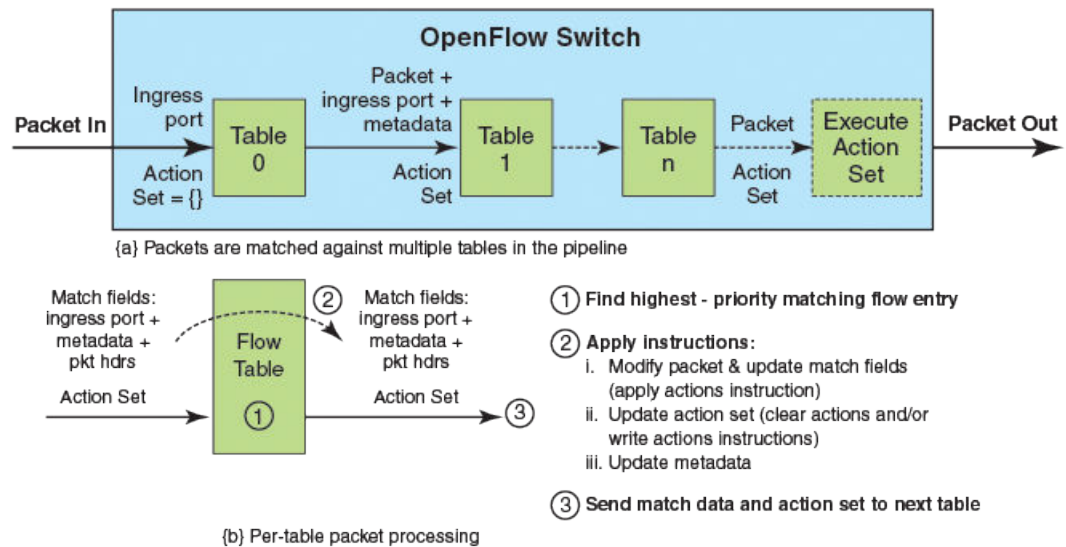 OpenFlow Switch
Packet In
Ingress
port
Action
Set = {}
Table
0
Packet +
ingress port +
metadata
Action
Set
Table
1
Table
n
Packet
Action
Set
Execute
Action
Set
Packet Out
{a} Packets are matched against multiple tables in the pipeline
Match fields:
ingress port +
metadata +
pkt hdrs
Action Set
Flow
Table
①
②
Match fields:
ingress port +
metadata +
pkt hdrs
Action Set
③
① Find highest - priority matching flow entry
② Apply instructions:
i. Modify packet & update match fields
(apply actions instruction)
ii. Update action set (clear actions and/or
write actions instructions)
iii. Update metadata
③ Send match data and action set to next table
{b} Per-table packet processing